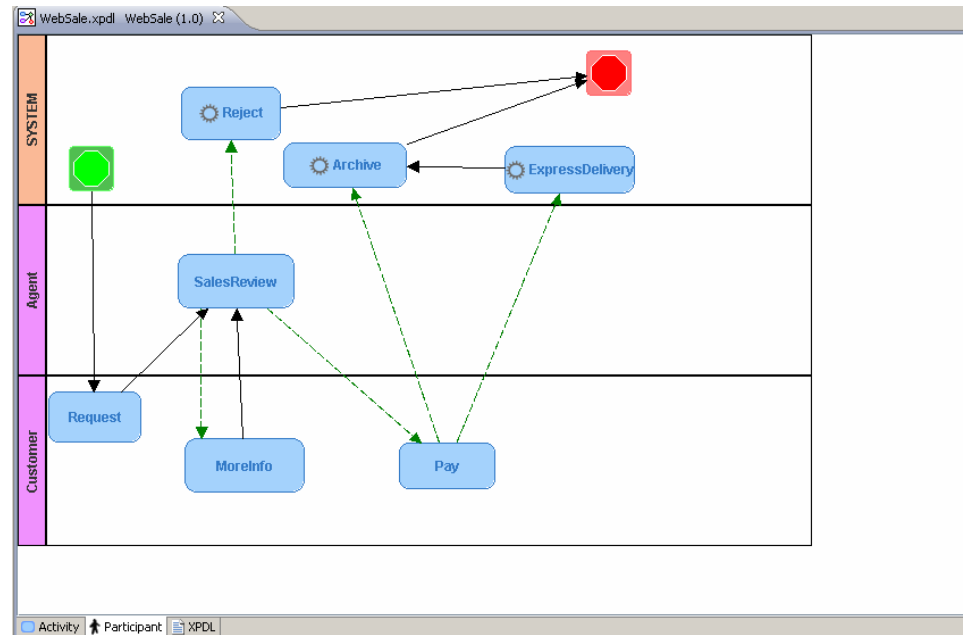 WebSale.xpdl WebSale (1.0)
SYSTEM
Reject
Archive
ExpressDelivery
Agent
SalesReview
Customer
Request
MoreInfo
Pay
Activity Participant XPDL